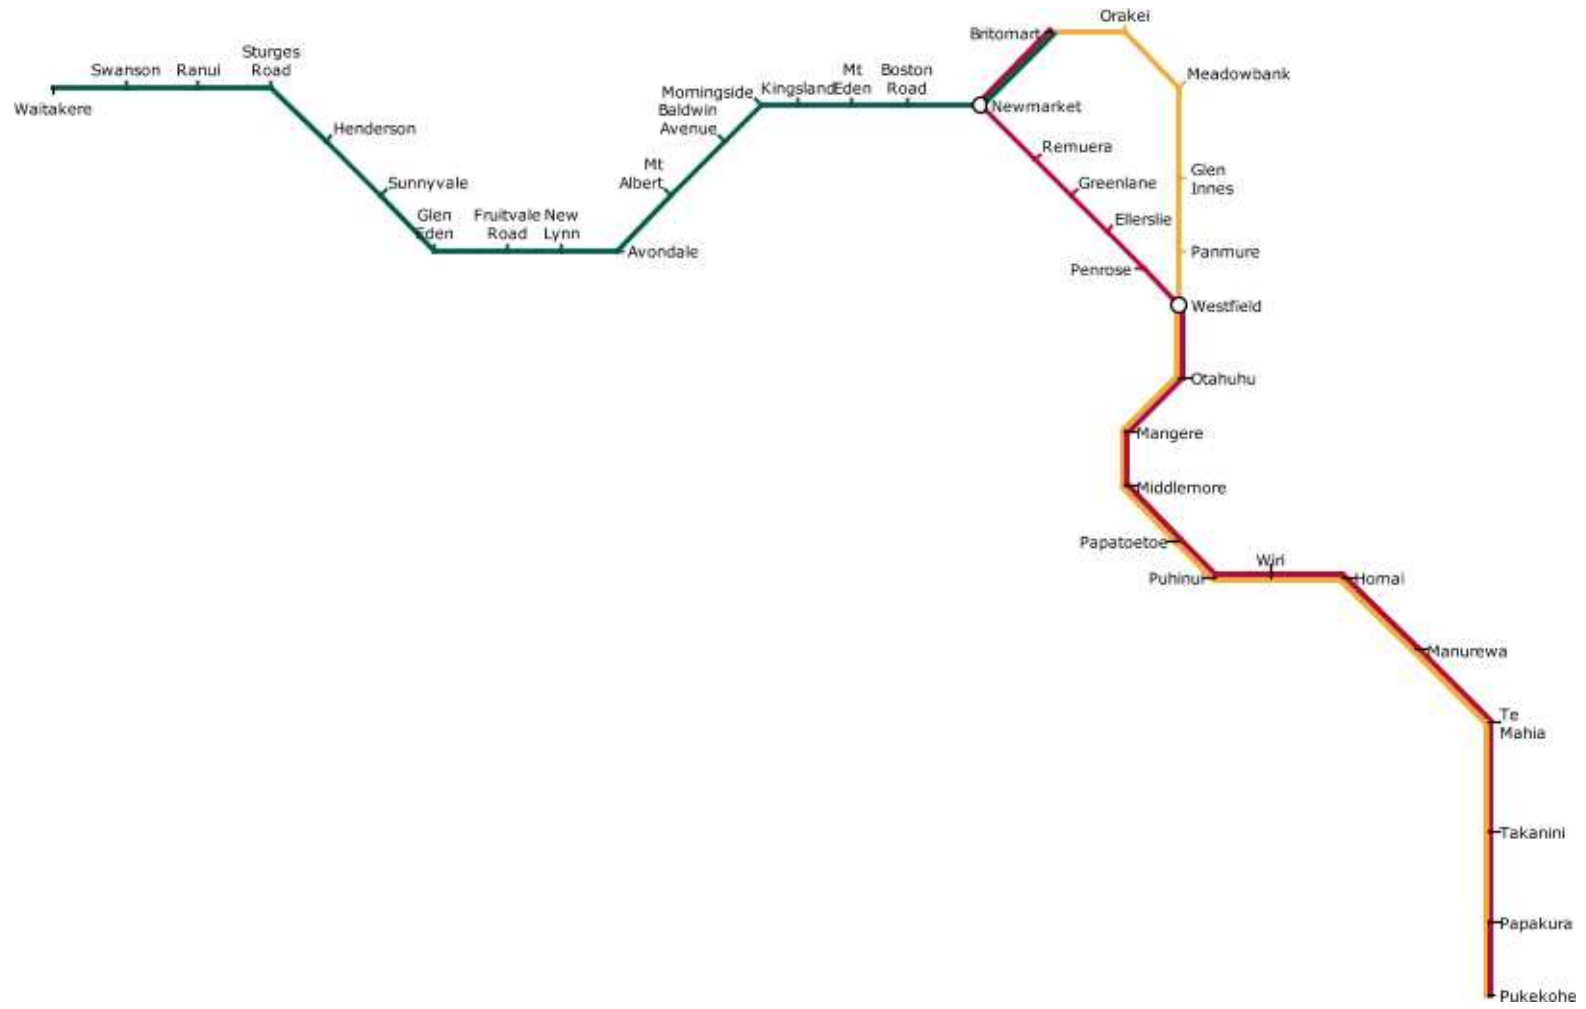 Orakei
Britomart
Sturges
Road
Swanson
Ranui
Waitakere
Mt
Eden
Boston
Road
Kingsland
Morningside
Baldwin
Avenue
Newmarket
Meadowbank
Henderson
Remuera
Mt
Albert
Sunnyvale
Greenlane
Glen
Innes
Glen
Eden
Fruitvale
Road
New
Lynn
Avondale
Ellerslie
Panmure
Penrose
Westfield
Otahuhu
Mangere
Middlemore
Papatoetoe
Puhinui
Wiri
Homai
Manurewa
Te
Mahia
Takanini
Papakura
Pukekohe